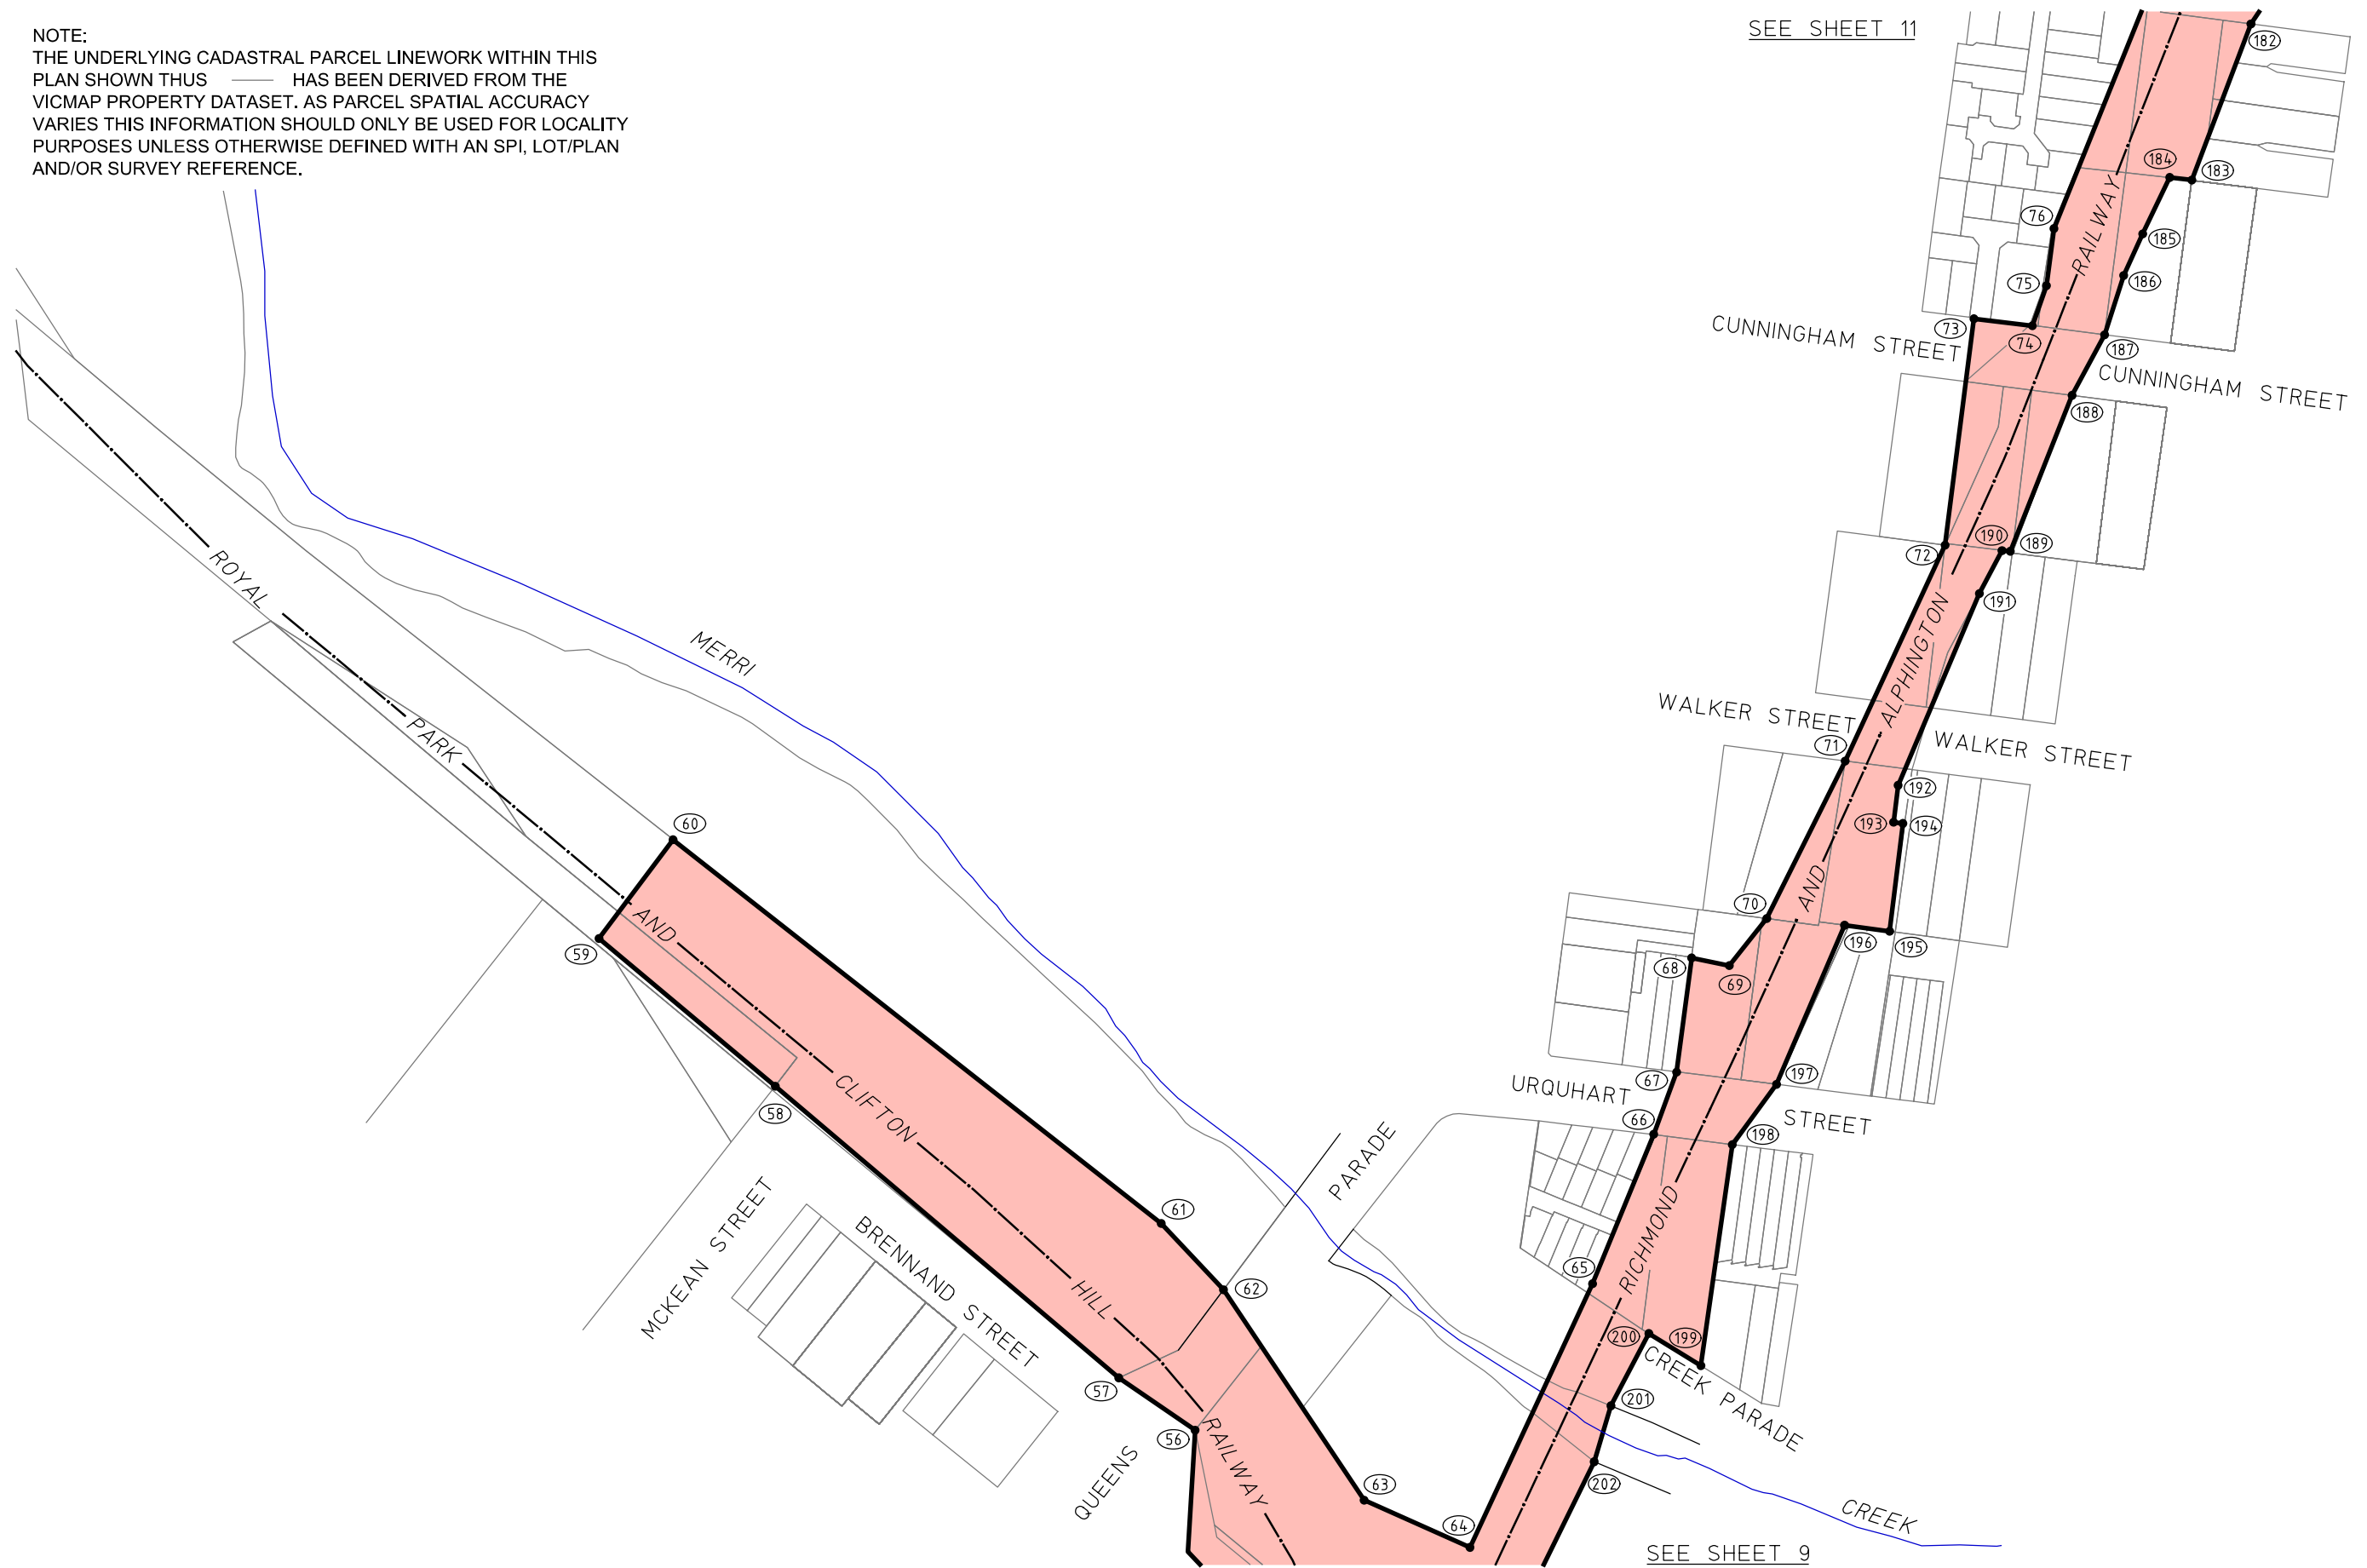 NOTE:
THE UNDERLYING CADASTRAL PARCEL LINEWORK WITHIN THIS
PLAN SHOWN THUS ——— HAS BEEN DERIVED FROM THE
VICMAP PROPERTY DATASET. AS PARCEL SPATIAL ACCURACY
VARIES THIS INFORMATION SHOULD ONLY BE USED FOR LOCALITY
PURPOSES UNLESS OTHERWISE DEFINED WITH AN SPI, LOT/PLAN
AND/OR SURVEY REFERENCE.
SEE SHEET 11
182
184
183
RAILWAY
76
185
75
186
73
CUNNINGHAM STREET
74
187
CUNNINGHAM STREET
188
190
189
72
191
ALPHINGTON
WALKER STREET
71
WALKER STREET
192
193
194
AND
70
196
195
68
69
67
197
URQUHART
66
STREET
198
RICHMOND
65
200
199
CREEK PARADE
201
202
64
63
CREEK
SEE SHEET 9
MERRI
ROYAL
PARK
60
AND
59
CLIFTON
58
PARADE
61
62
HILL
MCKEAN STREET
BRENNAND STREET
57
56
RAILWAY
QUEENS